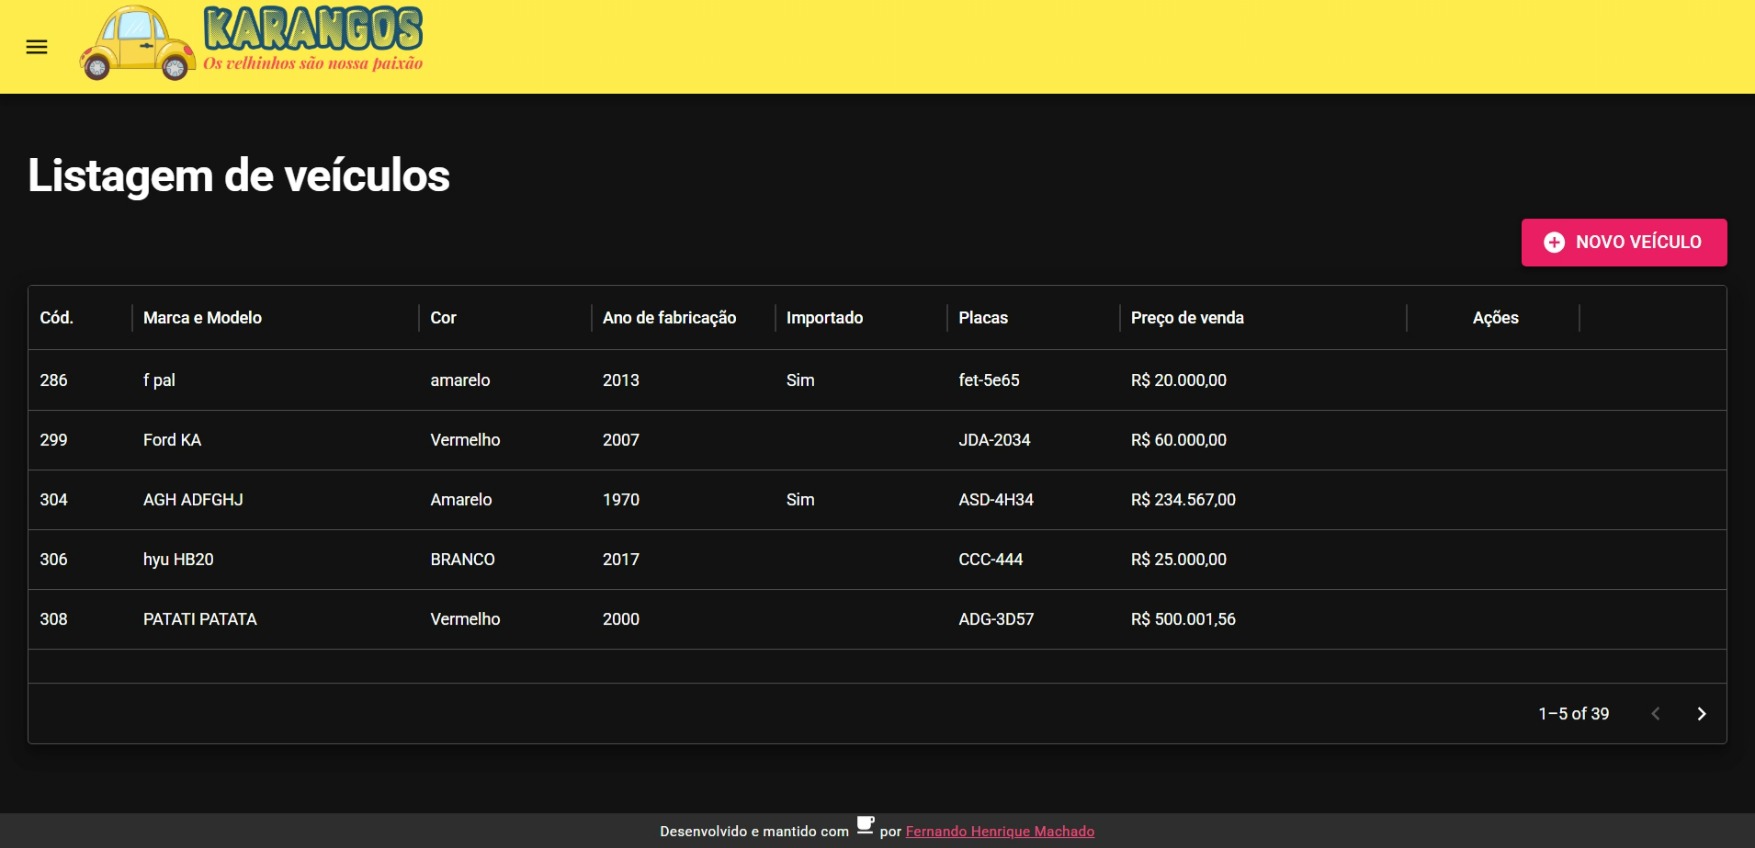 KARANGOS
Os velhinhos são nossa paixão
Listagem de veículos
NOVO VEÍCULO
Cód. Marca e Modelo Cor Ano de fabricação Importado Placas Preço de venda Ações
286 f pal amarelo 2013 Sim fet-5e65 R$ 20.000,00
299 Ford KA Vermelho 2007 JDA-2034 R$ 60.000,00
304 AGH ADFGHJ Amarelo 1970 Sim ASD-4H34 R$ 234.567,00
306 hyu HB20 BRANCO 2017 CCC-444 R$ 25.000,00
308 PATATI PATATA Vermelho 2000 ADG-3D57 R$ 500.001,56
1–5 of 39
Desenvolvido e mantido com por Fernando Henrique Machado